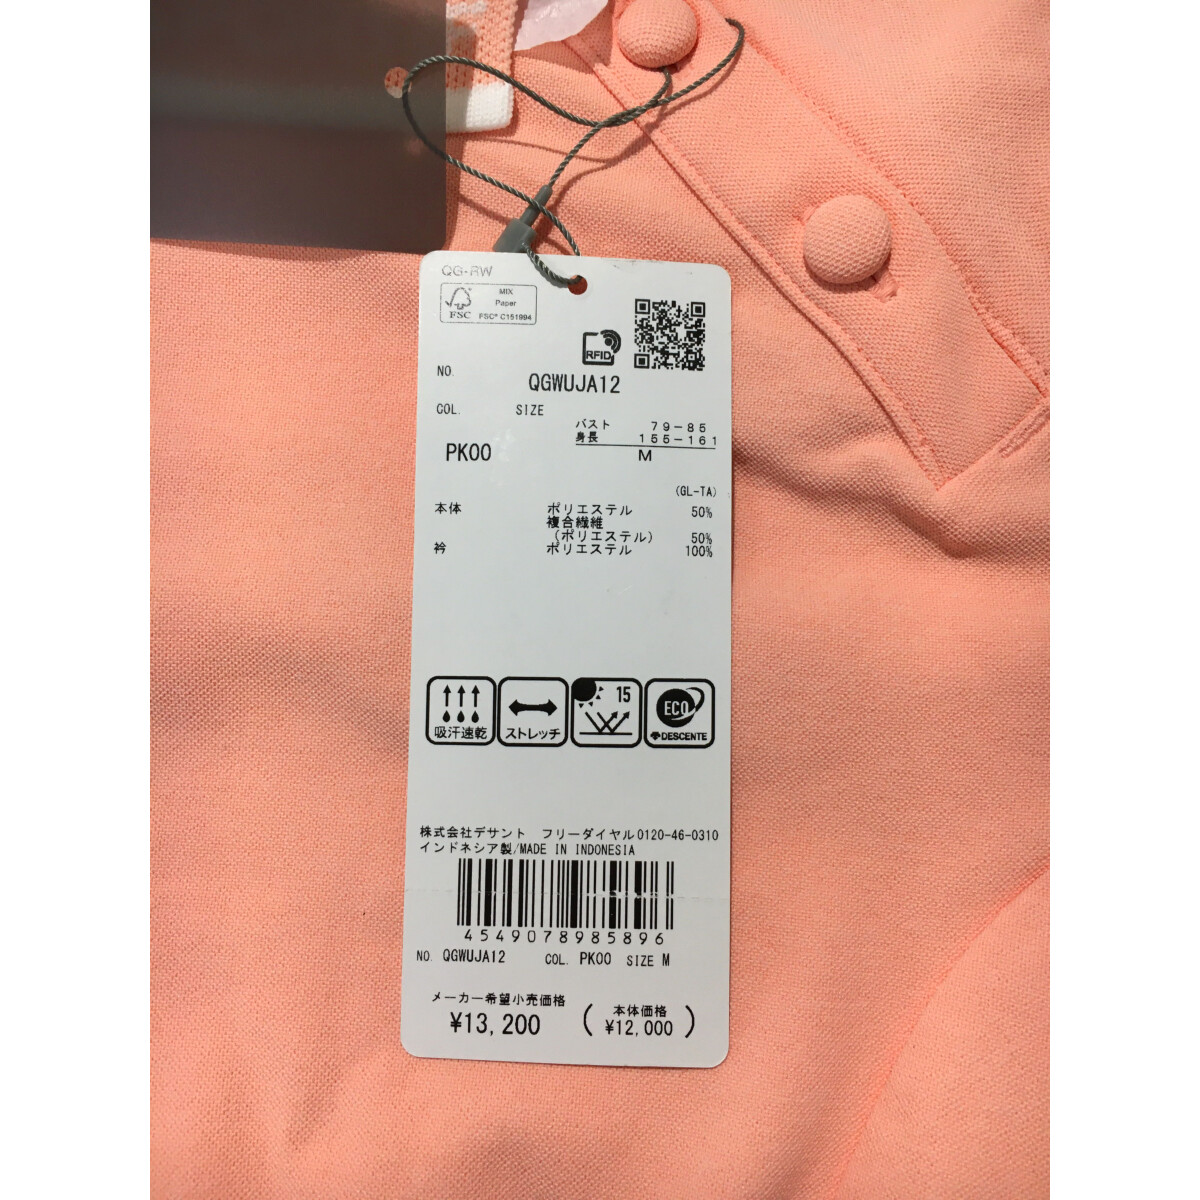 QG-RW
MIX
Paper
FSC® C151994
FSC
RFID
NO. QGWUJA12
COL. SIZE
バスト 79-85
身長 155-161
PK00 M
(GL-TA)
本体 ポリエステル 50%
複合繊維
(ポリエステル) 50%
衿 ポリエステル 100%
吸汗速乾 ストレッチ 15 ECO DESCENTE
株式会社デサント フリーダイヤル0120-46-0310
インドネシア製/MADE IN INDONESIA
4549078985896
NO. QGWUJA12 COL. PK00 SIZE M
メーカー希望小売価格
¥13,200 (本体価格 ¥12,000)